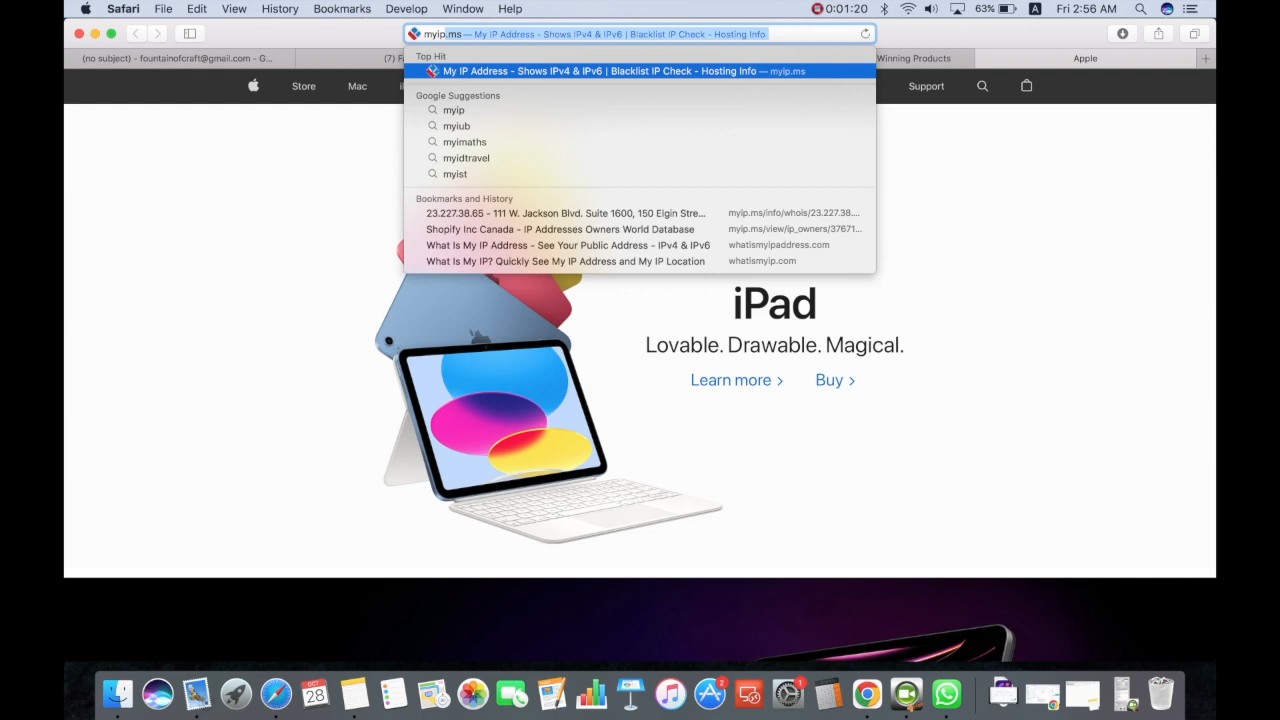 Safari File Edit View History Bookmarks Develop Window Help 0:01:20 63% A Fri 2:56 AM
myip.ms — My IP Address - Shows IPv4 & IPv6 | Blacklist IP Check - Hosting Info
(no subject) - fountainofcraft@gmail.com - G... (7) F Winning Products Apple
Top Hit
My IP Address - Shows IPv4 & IPv6 | Blacklist IP Check - Hosting Info — myip.ms
Store Mac Support
Google Suggestions
myip
myiub
myimaths
myidtravel
myist
Bookmarks and History
23.227.38.65 - 111 W. Jackson Blvd. Suite 1600, 150 Elgin Stre... myip.ms/info/whois/23.227.38....
Shopify Inc Canada - IP Addresses Owners World Database myip.ms/view/ip_owners/37671...
What Is My IP Address - See Your Public Address - IPv4 & IPv6 whatismyipaddress.com
What Is My IP? Quickly See My IP Address and My IP Location whatismyip.com
iPad
Lovable. Drawable. Magical.
Learn more > Buy >
OCT
28
2
1